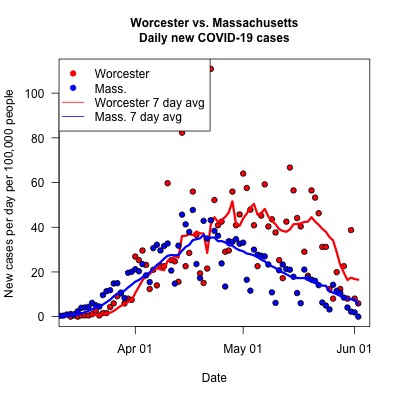 Worcester vs. Massachusetts
Daily new COVID-19 cases
Worcester
Mass.
Worcester 7 day avg
Mass. 7 day avg
New cases per day per 100,000 people
100
80
60
40
20
0
Apr 01
May 01
Jun 01
Date